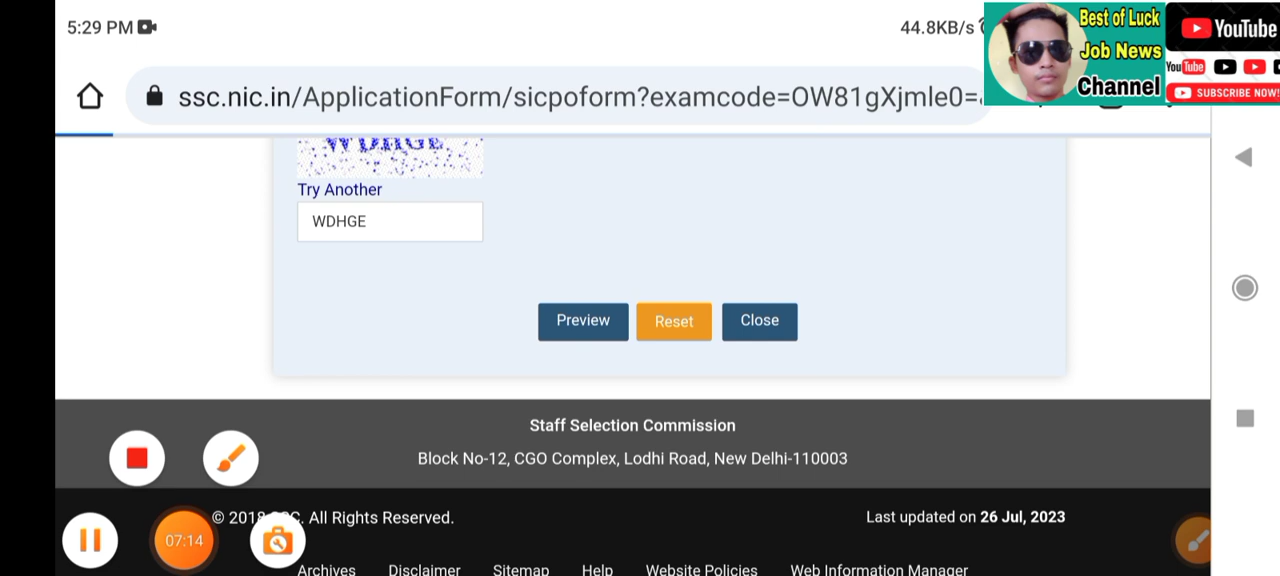 5:29 PM
44.8KB/s
Best of Luck
Job News
Channel
YouTube
YouTube
SUBSCRIBE NOW!
ssc.nic.in/ApplicationForm/sicpoform?examcode=OW81gXjmle0=
WDHGE
Try Another
WDHGE
Preview
Reset
Close
Staff Selection Commission
Block No-12, CGO Complex, Lodhi Road, New Delhi-110003
© 2018 SSC. All Rights Reserved.
Last updated on 26 Jul, 2023
07:14
Archives
Disclaimer
Sitemap
Help
Website Policies
Web Information Manager